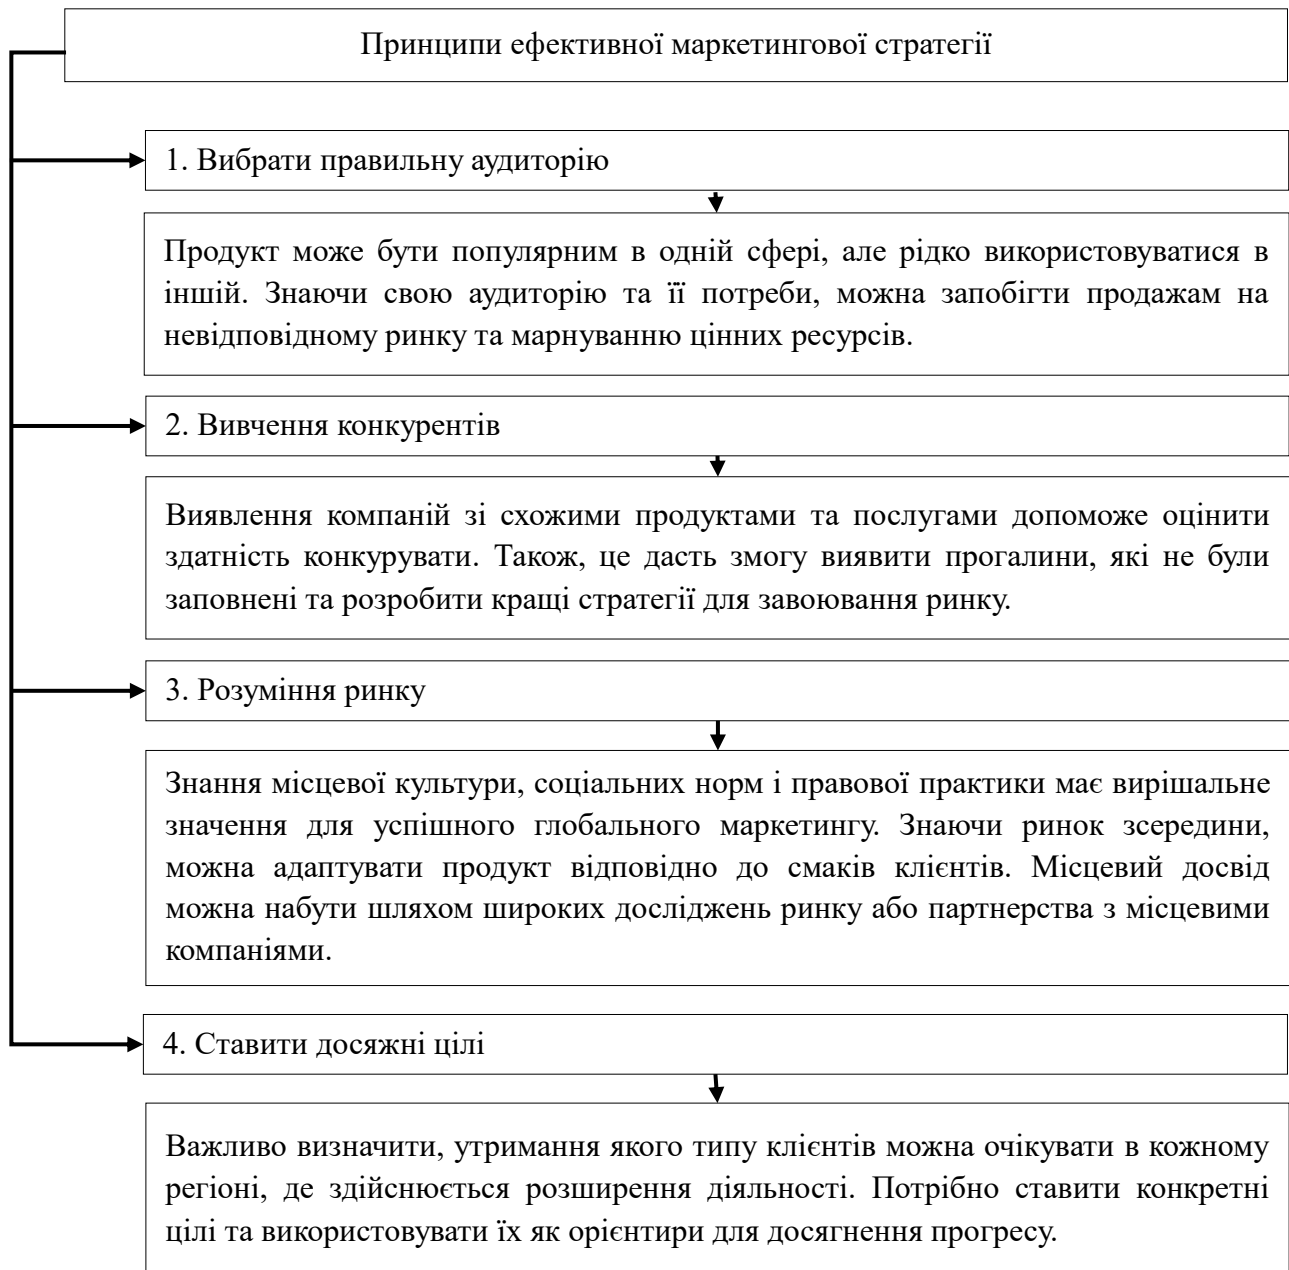 Принципи ефективної маркетингової стратегії
1. Вибрати правильну аудиторію
Продукт може бути популярним в одній сфері, але рідко використовуватися в
іншій. Знаючи свою аудиторію та її потреби, можна запобігти продажам на
невідповідному ринку та марнуванню цінних ресурсів.
2. Вивчення конкурентів
Виявлення компаній зі схожими продуктами та послугами допоможе оцінити
здатність конкурувати. Також, це дасть змогу виявити прогалини, які не були
заповнені та розробити кращі стратегії для завоювання ринку.
3. Розуміння ринку
Знання місцевої культури, соціальних норм і правової практики має вирішальне
значення для успішного глобального маркетингу. Знаючи ринок зсередини,
можна адаптувати продукт відповідно до смаків клієнтів. Місцевий досвід
можна набути шляхом широких досліджень ринку або партнерства з місцевими
компаніями.
4. Ставити досяжні цілі
Важливо визначити, утримання якого типу клієнтів можна очікувати в кожному
регіоні, де здійснюється розширення діяльності. Потрібно ставити конкретні
цілі та використовувати їх як орієнтири для досягнення прогресу.